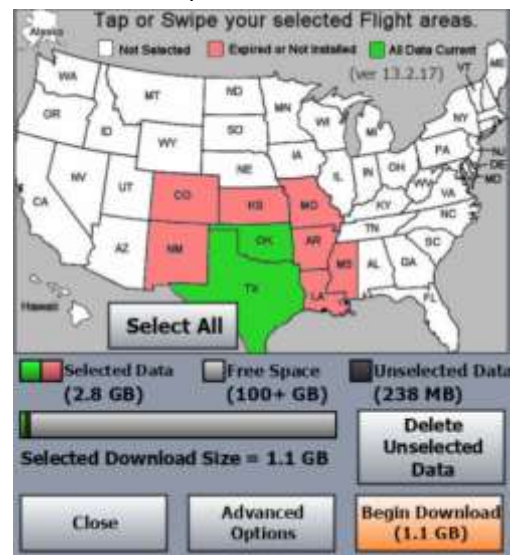 Tap or Swipe your selected Flight areas.
Alaska
Not Selected Expired or Not Installed All Data Current
(ver 13.2.17)
VT ME
WA MT ND MN
OR ID SD WI MI NY
WY IA PA NJ
NE DE
NV UT IL IN OH MD
CA CO KS MO WV VA
KY
NC
TN
AZ NM OK AR SC
MS AL GA
TX LA
FL
Hawaii
Select All
Selected Data Free Space Unselected Data
(2.8 GB) (100+ GB) (238 MB)
Delete
Unselected
Data
Selected Download Size = 1.1 GB
Close
Advanced
Options
Begin Download
(1.1 GB)